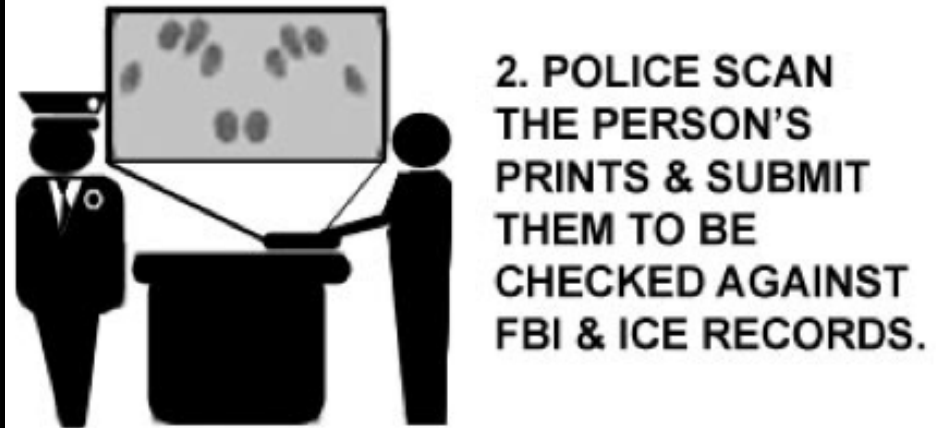 2. POLICE SCAN
THE PERSON'S
PRINTS & SUBMIT
THEM TO BE
CHECKED AGAINST
FBI & ICE RECORDS.